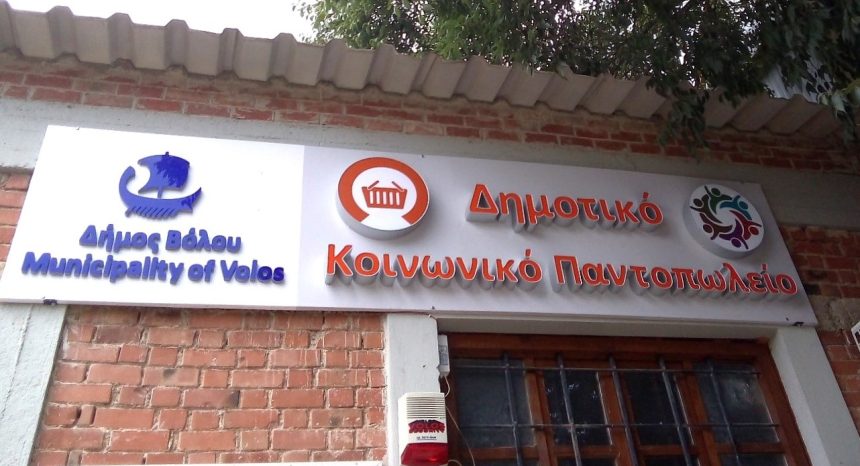 Δήμος Βόλου
Municipality of Volos
Δημοτικό
Κοινωνικό Παντοπωλείο